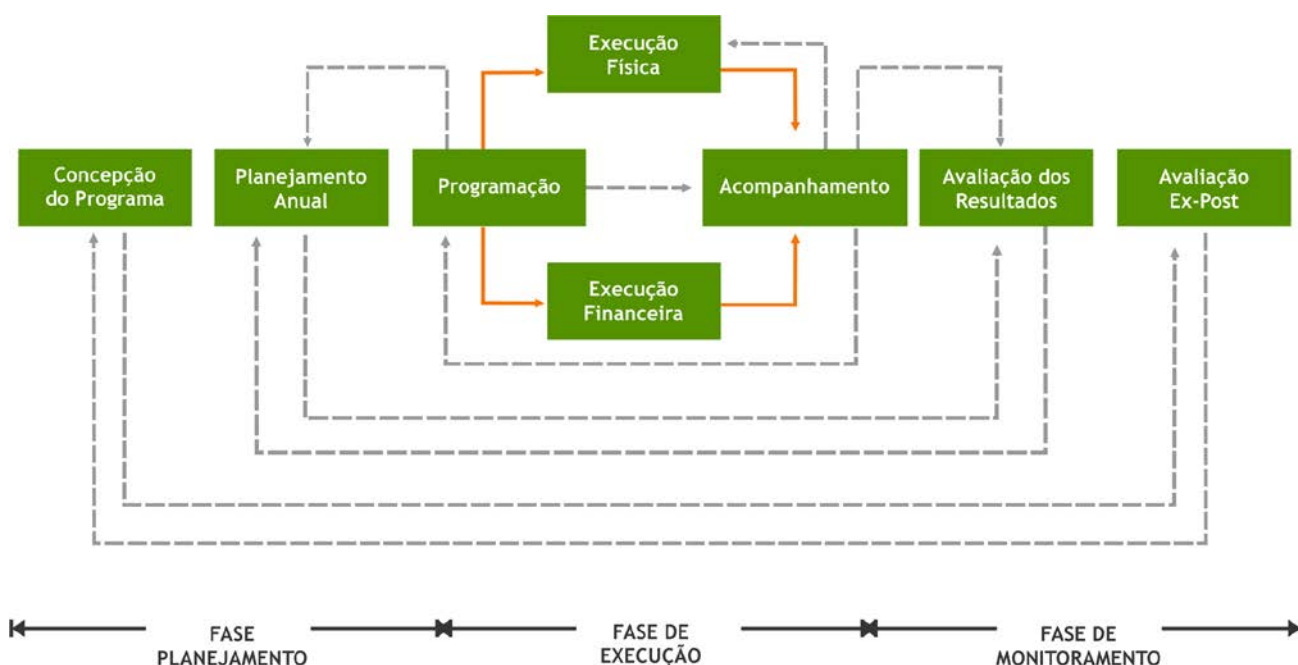 Execução
Física
Concepção
do Programa
Planejamento
Anual
Programação
Acompanhamento
Avaliação dos
Resultados
Avaliação
Ex-Post
Execução
Financeira
FASE
PLANEJAMENTO
FASE DE
EXECUÇÃO
FASE DE
MONITORAMENTO